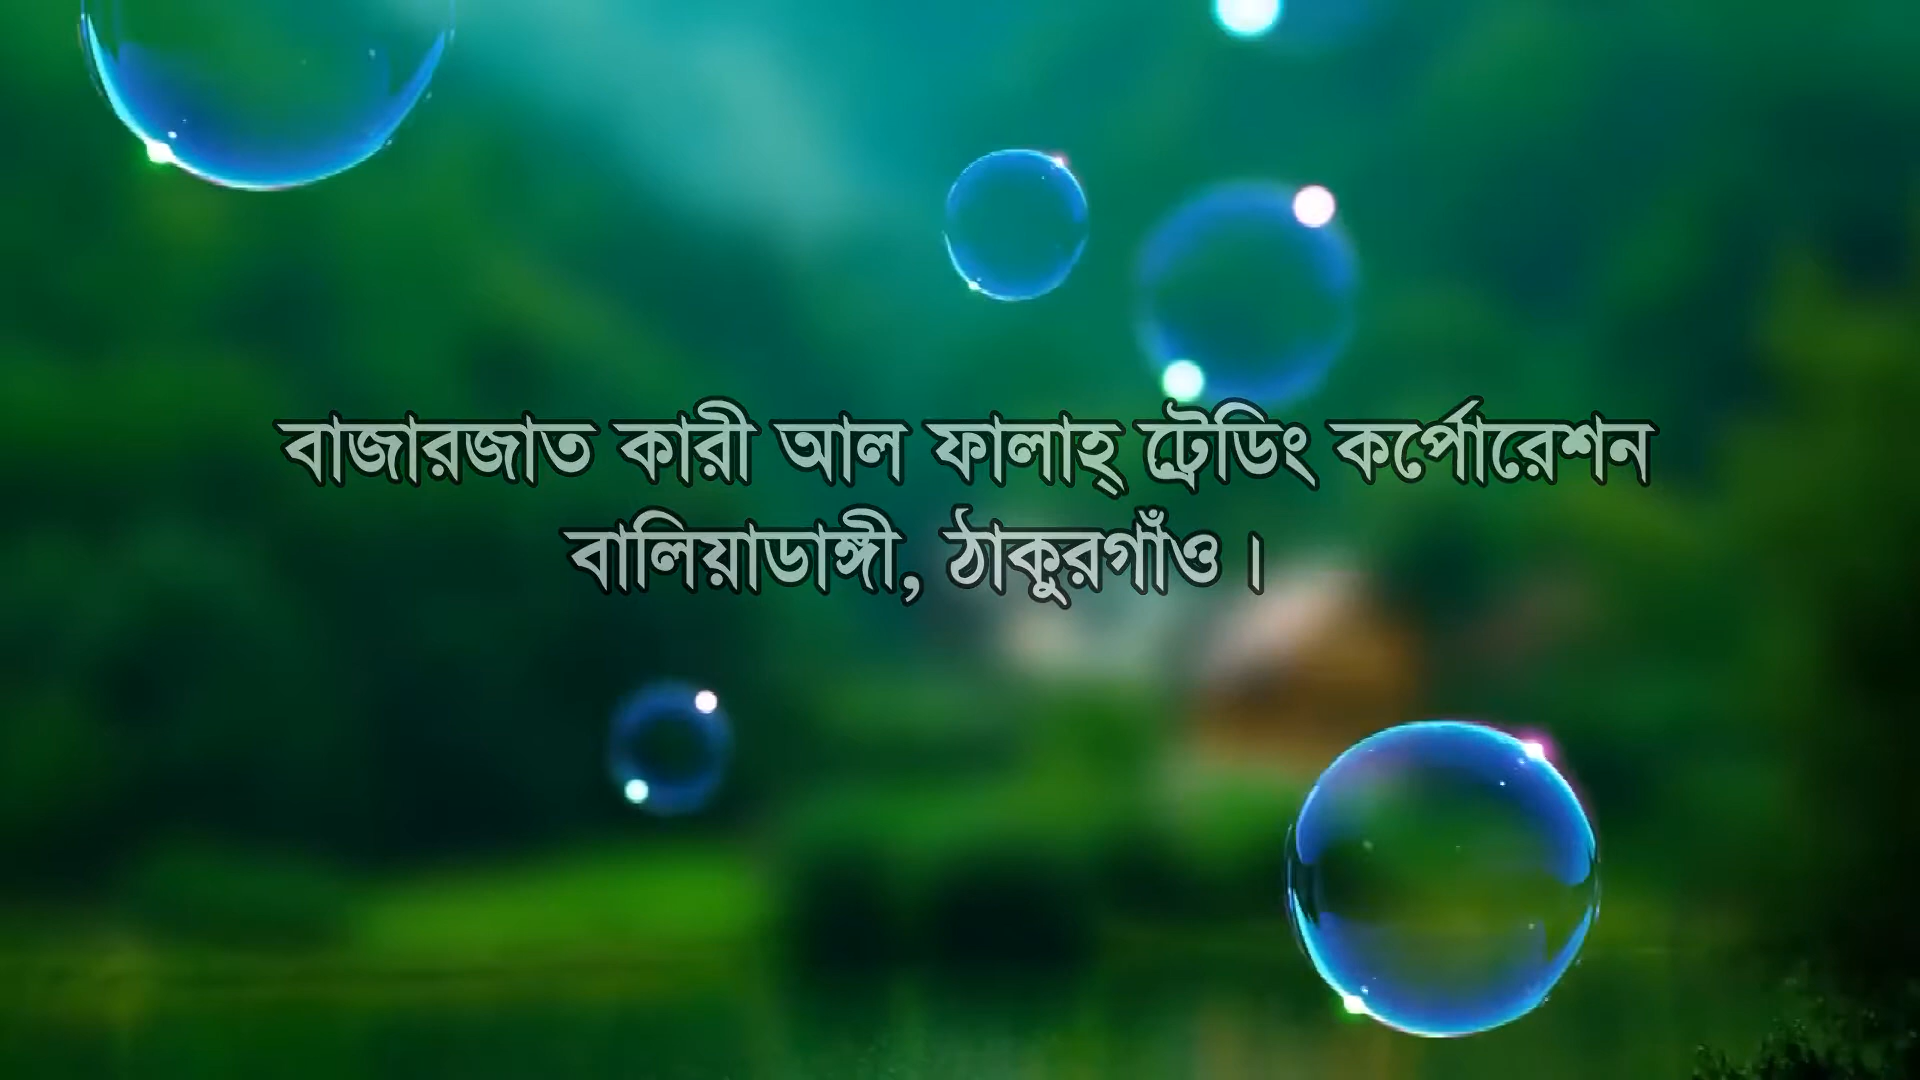 বাজারজাত কারী আল ফালাহ্ ট্রেডিং কর্পোরেশন
বালিয়াডাঙ্গী, ঠাকুরগাঁও।